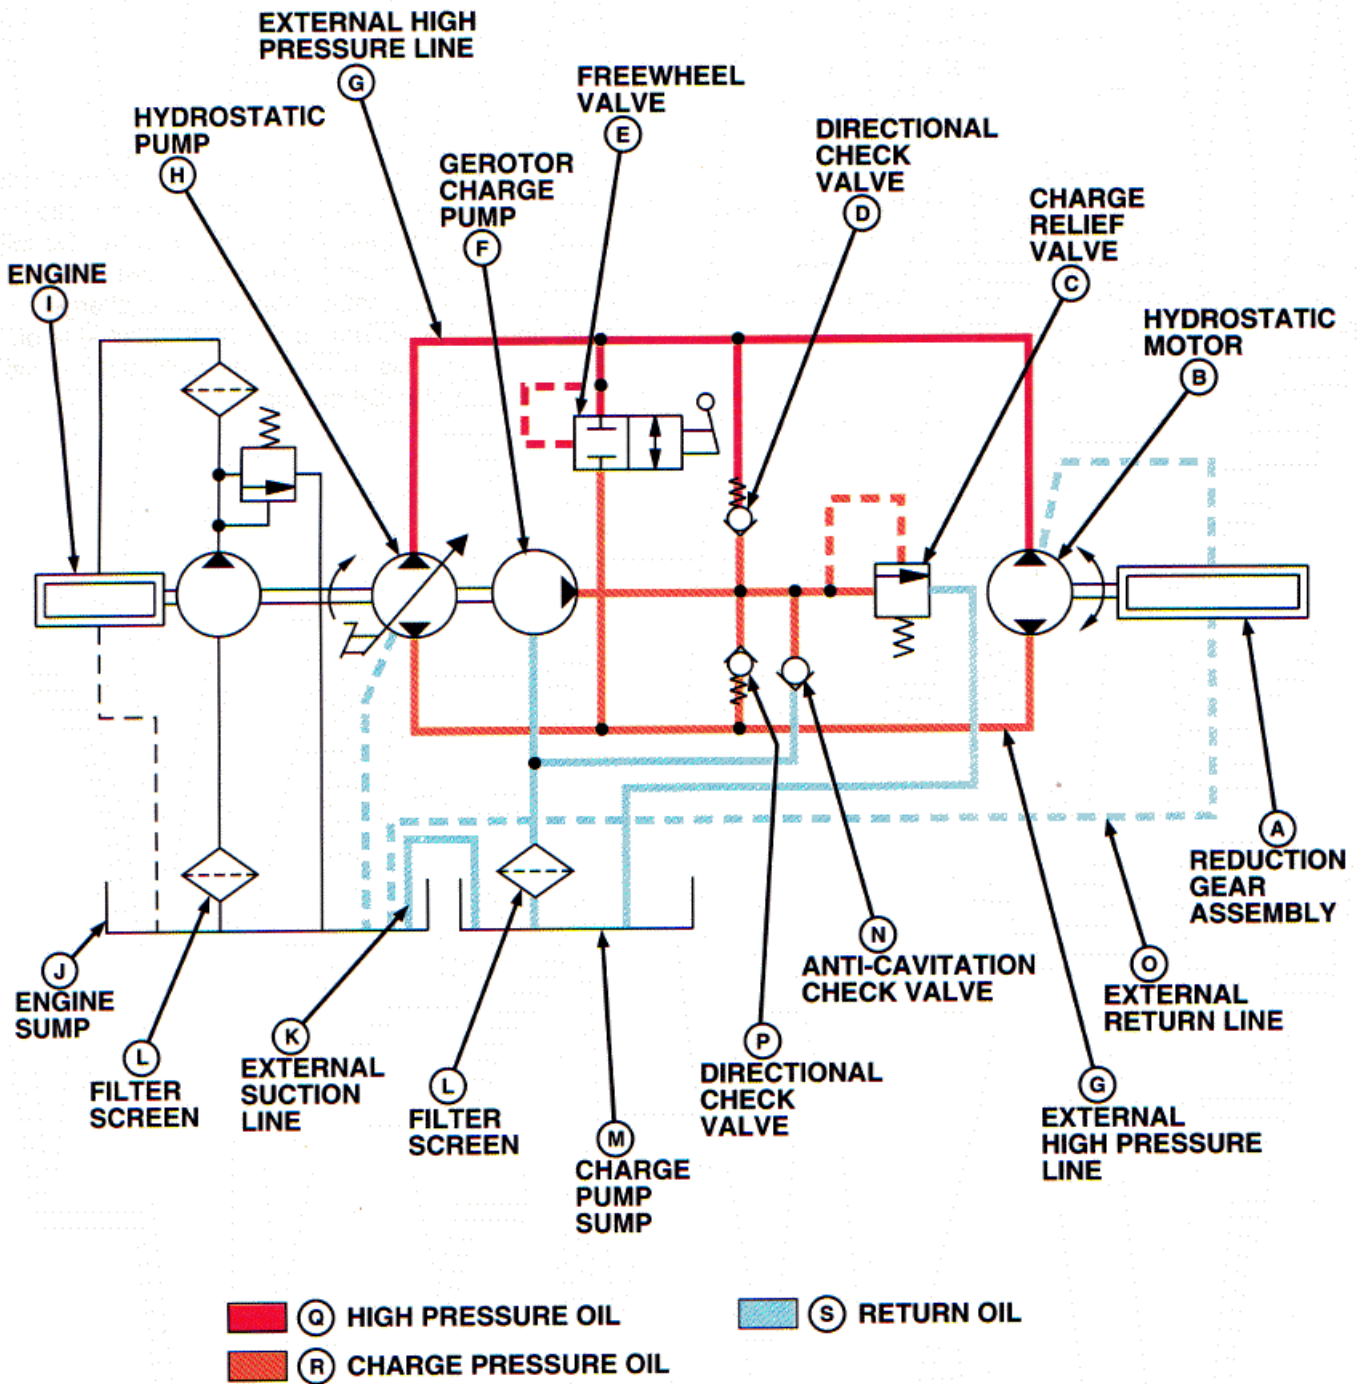 EXTERNAL HIGH
PRESSURE LINE
G
FREEWHEEL
VALVE
E
HYDROSTATIC
PUMP
H
DIRECTIONAL
CHECK
VALVE
D
GEROTOR
CHARGE
PUMP
F
CHARGE
RELIEF
VALVE
C
ENGINE
I
HYDROSTATIC
MOTOR
B
A
REDUCTION
GEAR
ASSEMBLY
N
ANTI-CAVITATION
CHECK VALVE
O
EXTERNAL
RETURN LINE
J
ENGINE
SUMP
L
FILTER
SCREEN
K
EXTERNAL
SUCTION
LINE
L
FILTER
SCREEN
M
CHARGE
PUMP
SUMP
P
DIRECTIONAL
CHECK
VALVE
G
EXTERNAL
HIGH PRESSURE
LINE
Q HIGH PRESSURE OIL
S RETURN OIL
R CHARGE PRESSURE OIL